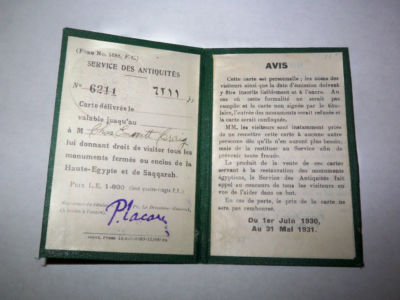 SERVICE DES ANTIQUITÉS
N° 6211 ٦٢١١
Carte délivrée le
valable jusqu'au
à M
lui donnant droit de visiter tous les
monuments fermés ou enclos de la
Haute-Egypte et de Saqqarah.
Prix L.E. 1·200
Placard
AVIS
Cette carte est personnelle; les noms des
visiteurs ainsi que la date d'émission doivent
y être inscrits lisiblement et à l'encre. Au
cas où cette formalité ne serait pas
remplie et la carte non signée par le titu-
laire, l'entrée des monuments serait refusée et la
carte serait confisquée.
MM. les visiteurs sont instamment priés
de ne remettre cette carte à aucune autre
personne dès qu'ils n'en auront plus besoin,
mais de la restituer au Service afin de
prévenir toute fraude.
Le produit de la vente de ces cartes
servant à la restauration des monuments
égyptiens, le Service des Antiquités fait
appel au concours de tous les visiteurs en
vue de l'aider dans ce but.
En cas de perte, le prix de la carte ne
sera pas remboursé.
Du 1er Juin 1930,
Au 31 Mai 1931.